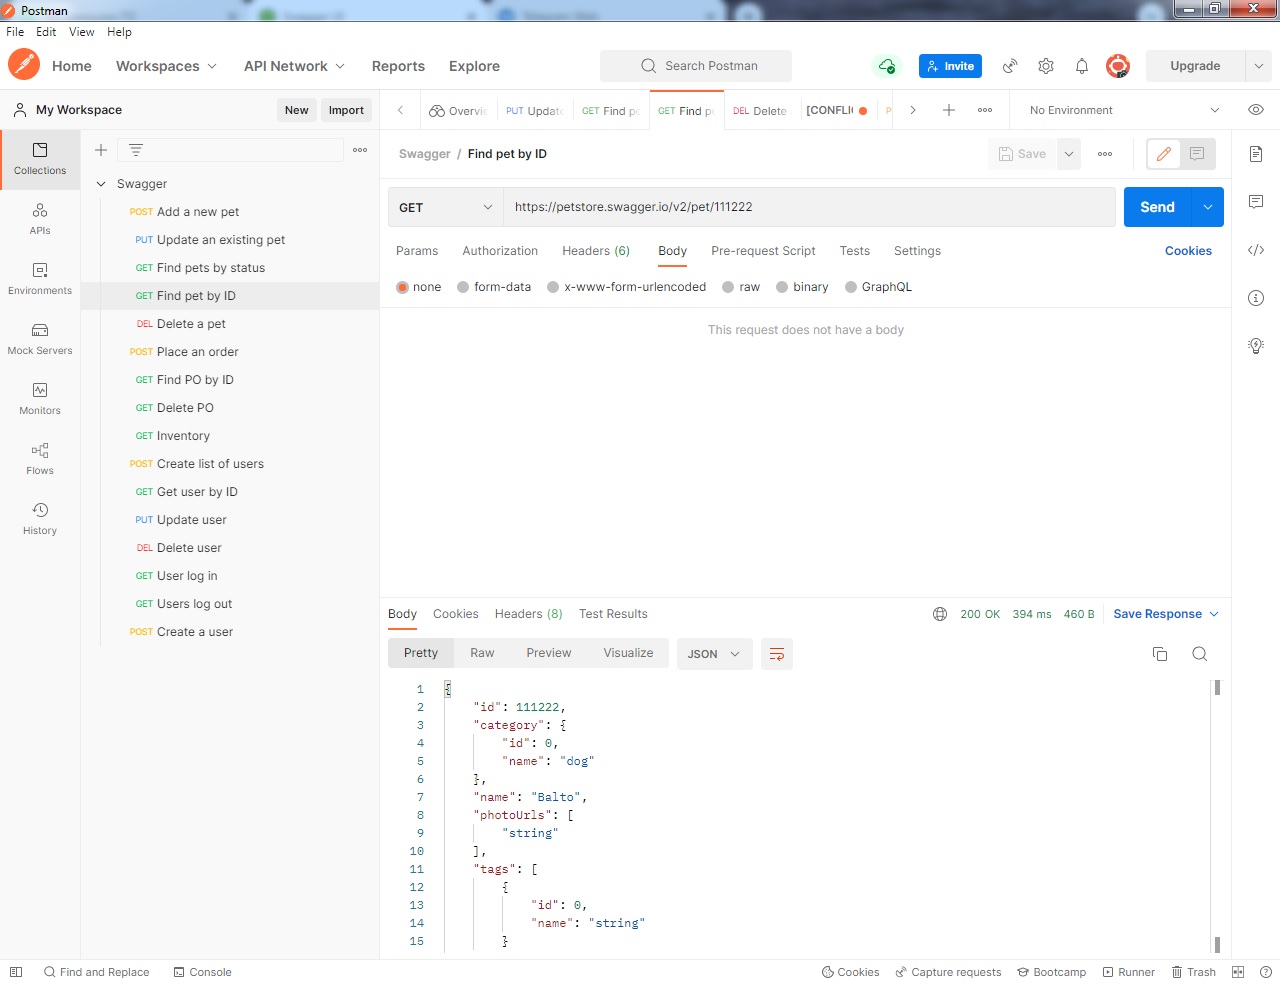 Postman
File Edit View Help
Home Workspaces API Network Reports Explore Search Postman Invite Upgrade
My Workspace New Import
Overvi PUT Updat GET Find p GET Find p DEL Delete [CONFLI No Environment
Collections
APIs
Environments
Mock Servers
Monitors
Flows
History
Swagger
POST Add a new pet
PUT Update an existing pet
GET Find pets by status
GET Find pet by ID
DEL Delete a pet
POST Place an order
GET Find PO by ID
GET Delete PO
GET Inventory
POST Create list of users
GET Get user by ID
PUT Update user
DEL Delete user
GET User log in
GET Users log out
POST Create a user
Swagger / Find pet by ID Save
GET https://petstore.swagger.io/v2/pet/111222 Send
Params Authorization Headers (6) Body Pre-request Script Tests Settings Cookies
none form-data x-www-form-urlencoded raw binary GraphQL
This request does not have a body
Body Cookies Headers (8) Test Results 200 OK 394 ms 460 B Save Response
Pretty Raw Preview Visualize JSON
1 {
2 "id": 111222,
3 "category": {
4 "id": 0,
5 "name": "dog"
6 },
7 "name": "Balto",
8 "photoUrls": [
9 "string"
10 ],
11 "tags": [
12 {
13 "id": 0,
14 "name": "string"
15 }
Find and Replace Console Cookies Capture requests Bootcamp Runner Trash